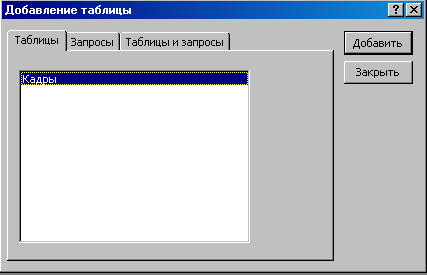 Добавление таблицы
Таблицы Запросы Таблицы и запросы
Добавить
Закрыть
Кадры